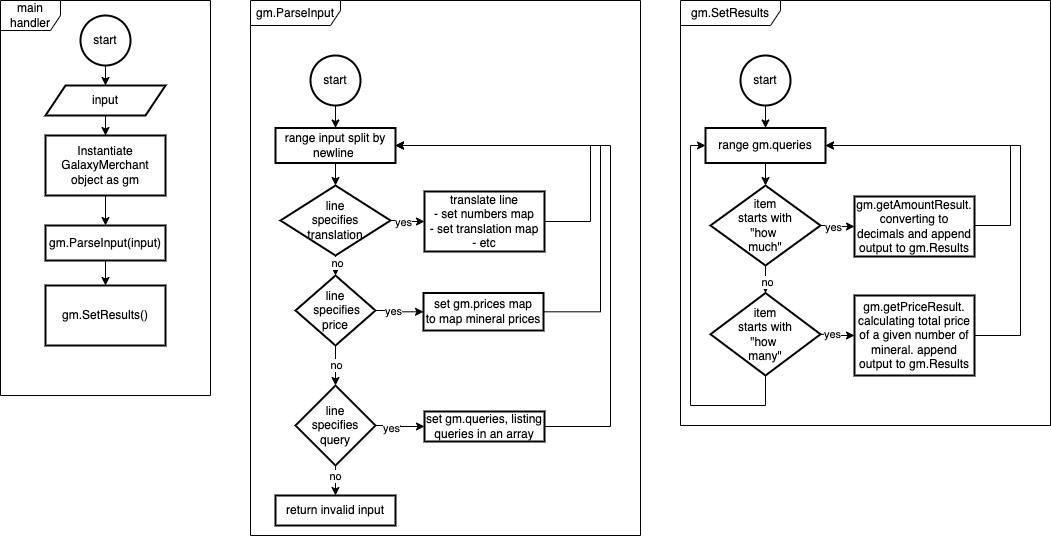 main
handler
start
input
Instantiate
GalaxyMerchant
object as gm
gm.ParseInput(input)
gm.SetResults()
gm.ParseInput
start
range input split by
newline
line
specifies
translation
yes
translate line
- set numbers map
- set translation map
- etc
no
line
specifies
price
yes
set gm.prices map
to map mineral prices
no
line
specifies
query
yes
set gm.queries, listing
queries in an array
no
return invalid input
gm.SetResults
start
range gm.queries
item
starts with
"how
much"
yes
gm.getAmountResult.
converting to
decimals and append
output to gm.Results
no
item
starts with
"how
many"
yes
gm.getPriceResult.
calculating total price
of a given number of
mineral. append
output to gm.Results